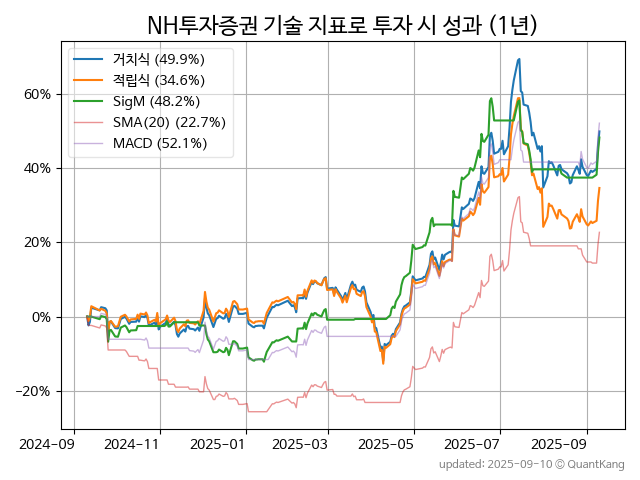 NH투자증권 기술 지표로 투자 시 성과 (1년)
거치식 (49.9%)
적립식 (34.6%)
SigM (48.2%)
SMA(20) (22.7%)
MACD (52.1%)
60%
40%
20%
0%
−20%
2024-09 2024-11 2025-01 2025-03 2025-05 2025-07 2025-09
updated: 2025-09-10 © QuantKang